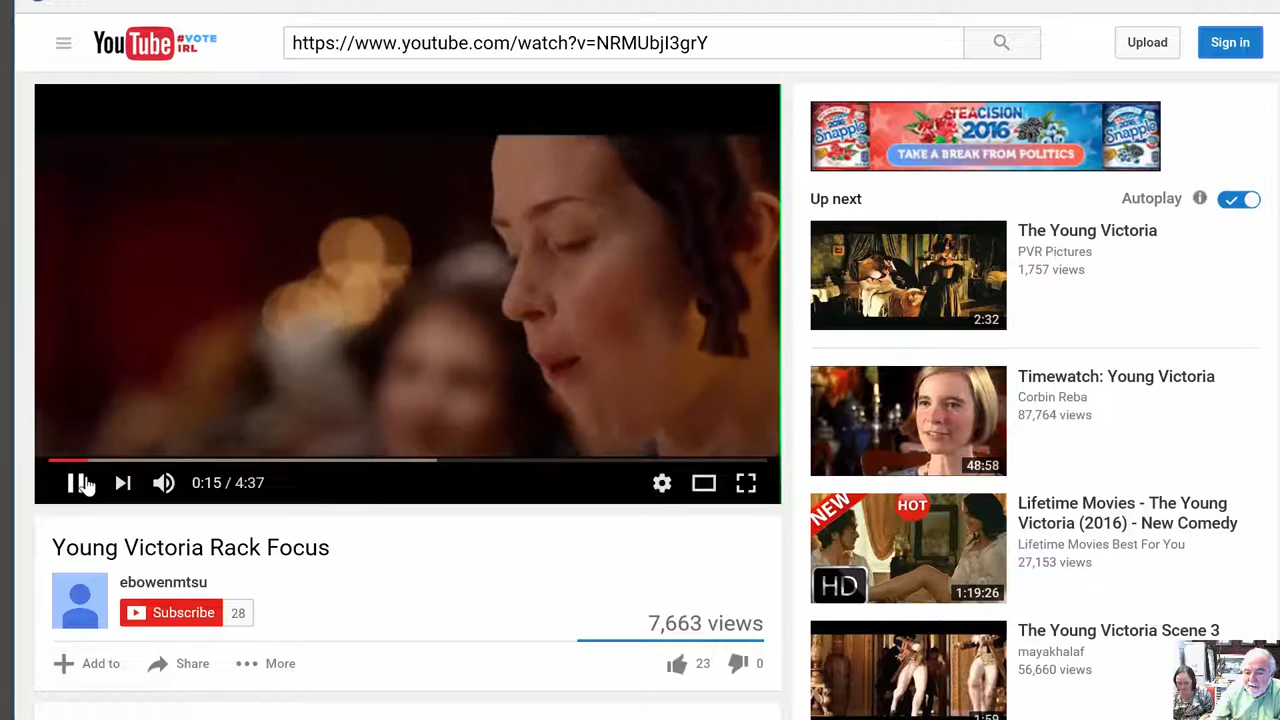 YouTube #VOTE IRL
https://www.youtube.com/watch?v=NRMUbjI3grY
Upload
Sign in
TEACISION
2016
TAKE A BREAK FROM POLITICS
Snapple
Snapple
Up next
Autoplay
The Young Victoria
PVR Pictures
1,757 views
2:32
Timewatch: Young Victoria
Corbin Reba
87,764 views
48:58
NEW
HOT
HD
1:19:26
Lifetime Movies - The Young
Victoria (2016) - New Comedy
Lifetime Movies Best For You
27,153 views
The Young Victoria Scene 3
mayakhalaf
56,660 views
1:59
0:15 / 4:37
Young Victoria Rack Focus
ebowenmtsu
Subscribe
28
7,663 views
Add to
Share
More
23
0